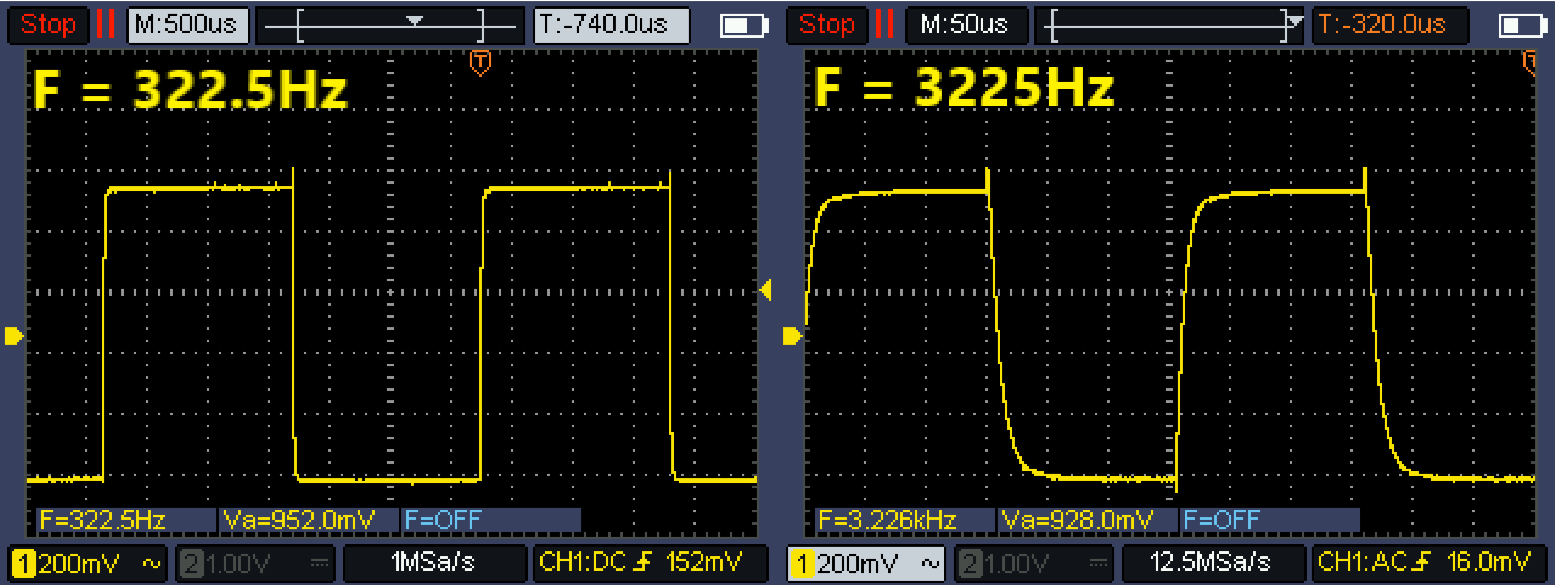 Stop M:500us T:-740.0us
T
F = 322.5Hz
F=322.5Hz Va=952.0mV F=OFF
1 200mV ~ 2 1.00V 1MSa/s CH1:DC 152mV
Stop M:50us T:-320.0us
T
F = 3225Hz
F=3.226kHz Va=928.0mV F=OFF
1 200mV ~ 2 1.00V 12.5MSa/s CH1:AC 16.0mV